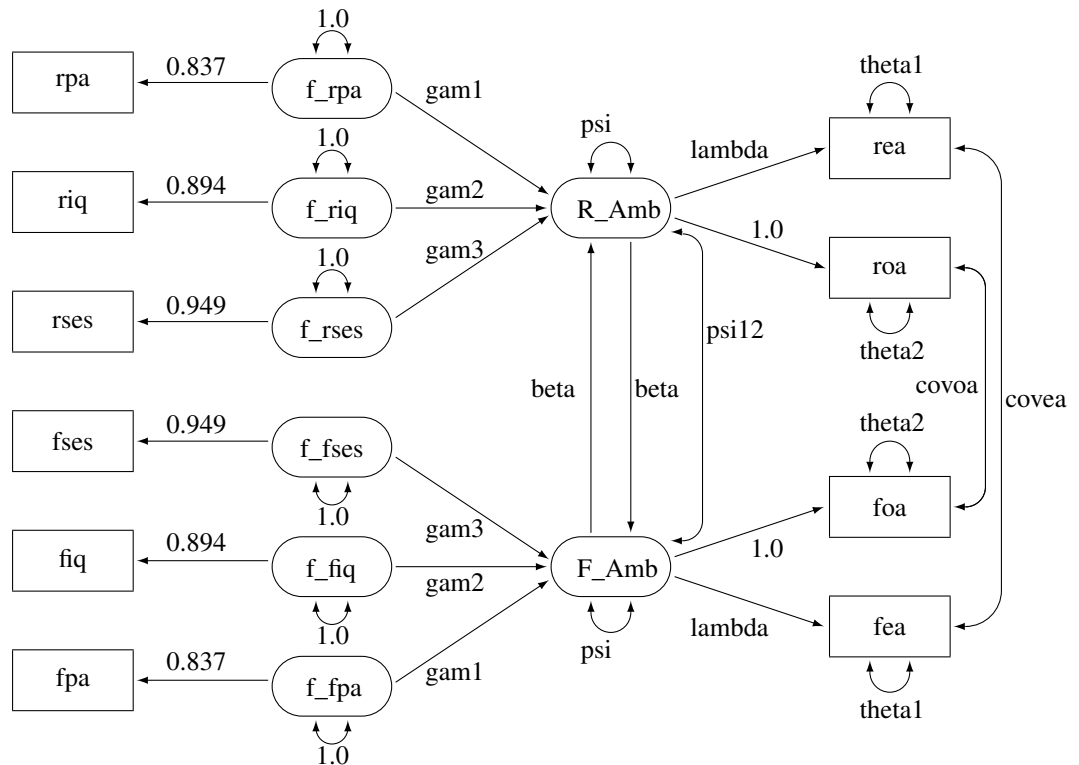 1.0
rpa
0.837
f_rpa
gam1
theta1
1.0
psi
lambda
rea
riq
0.894
f_riq
gam2
R_Amb
1.0
1.0
gam3
roa
rses
0.949
f_rses
psi12
theta2
beta
beta
covoa
covea
fses
0.949
f_fses
theta2
1.0
gam3
foa
fiq
0.894
f_fiq
gam2
F_Amb
1.0
1.0
psi
lambda
fea
fpa
0.837
f_fpa
gam1
theta1
1.0